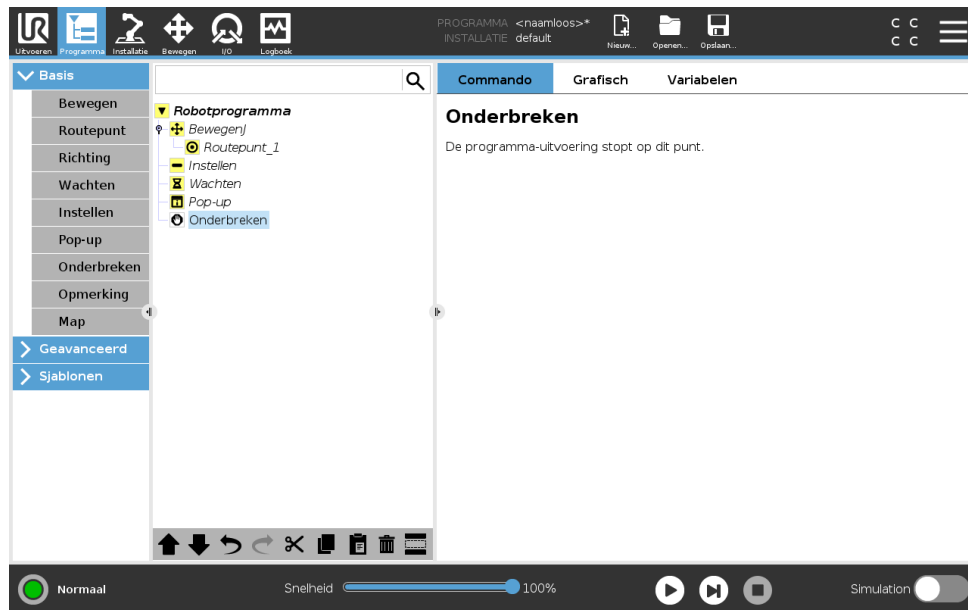 PROGRAMMA <naamloos>*
INSTALLATIE default
Uitvoeren
Programma
Installatie
Bewegen
I/O
Logboek
Nieuw...
Openen...
Opslaan...
C C
C C
Basis
Bewegen
Routepunt
Richting
Wachten
Instellen
Pop-up
Onderbreken
Opmerking
Map
Geavanceerd
Sjablonen
Robotprogramma
BewegenJ
Routepunt_1
Instellen
Wachten
Pop-up
Onderbreken
Commando
Grafisch
Variabelen
Onderbreken
De programma-uitvoering stopt op dit punt.
Normaal
Snelheid
100%
Simulation